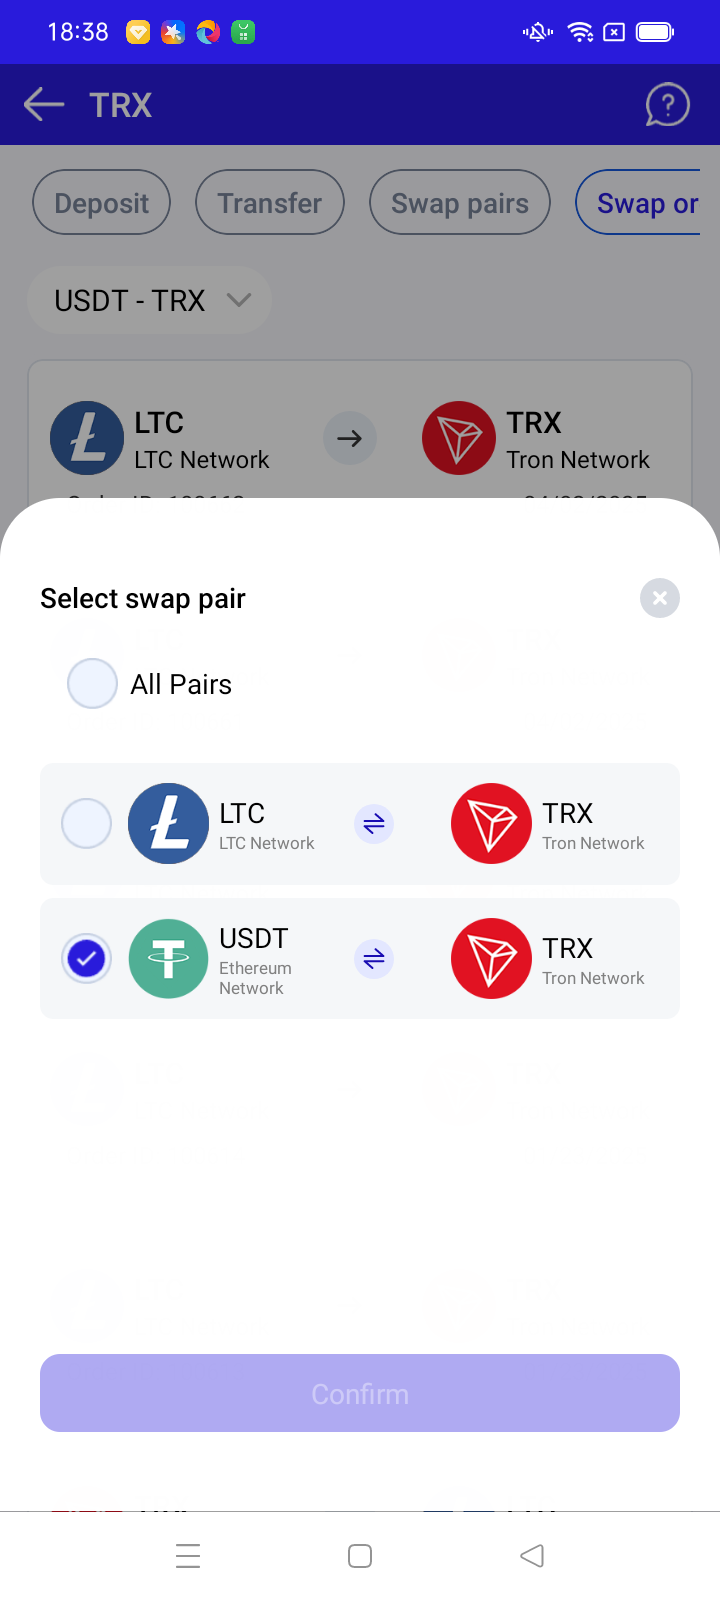 18:38
TRX
Deposit
Transfer
Swap pairs
Swap or
USDT - TRX
LTC
LTC Network
TRX
Tron Network
Select swap pair
All Pairs
LTC
LTC Network
TRX
Tron Network
USDT
Ethereum
Network
TRX
Tron Network
Confirm